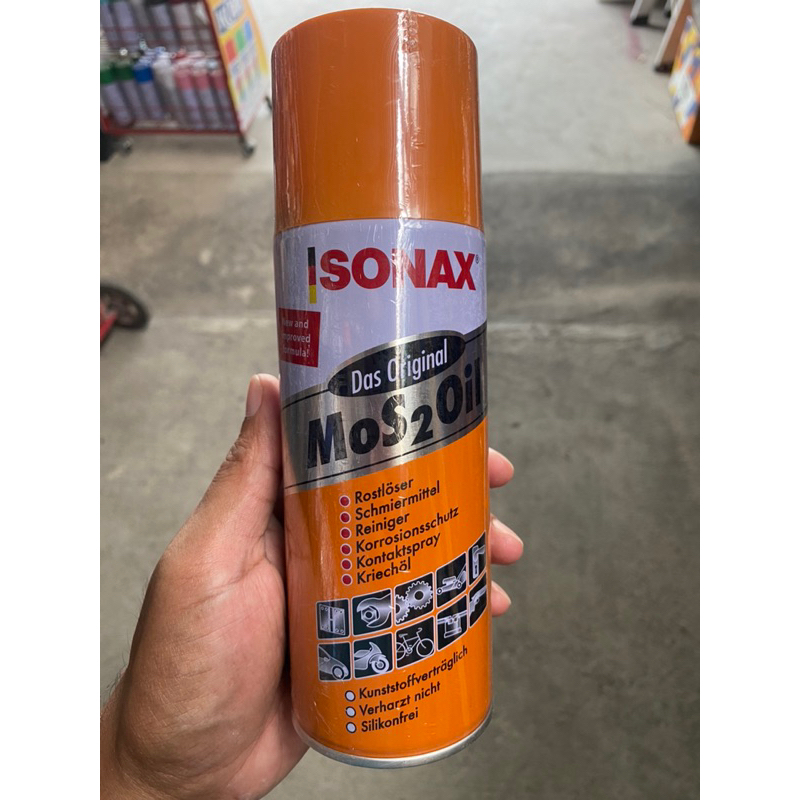 SONAX®
New and
improved
formula!
Das Original
MoS₂Oil
Rostlöser
Schmiermittel
Reiniger
Korrosionsschutz
Kontaktspray
Kriechöl
Kunststoffverträglich
Verharzt nicht
Silikonfrei